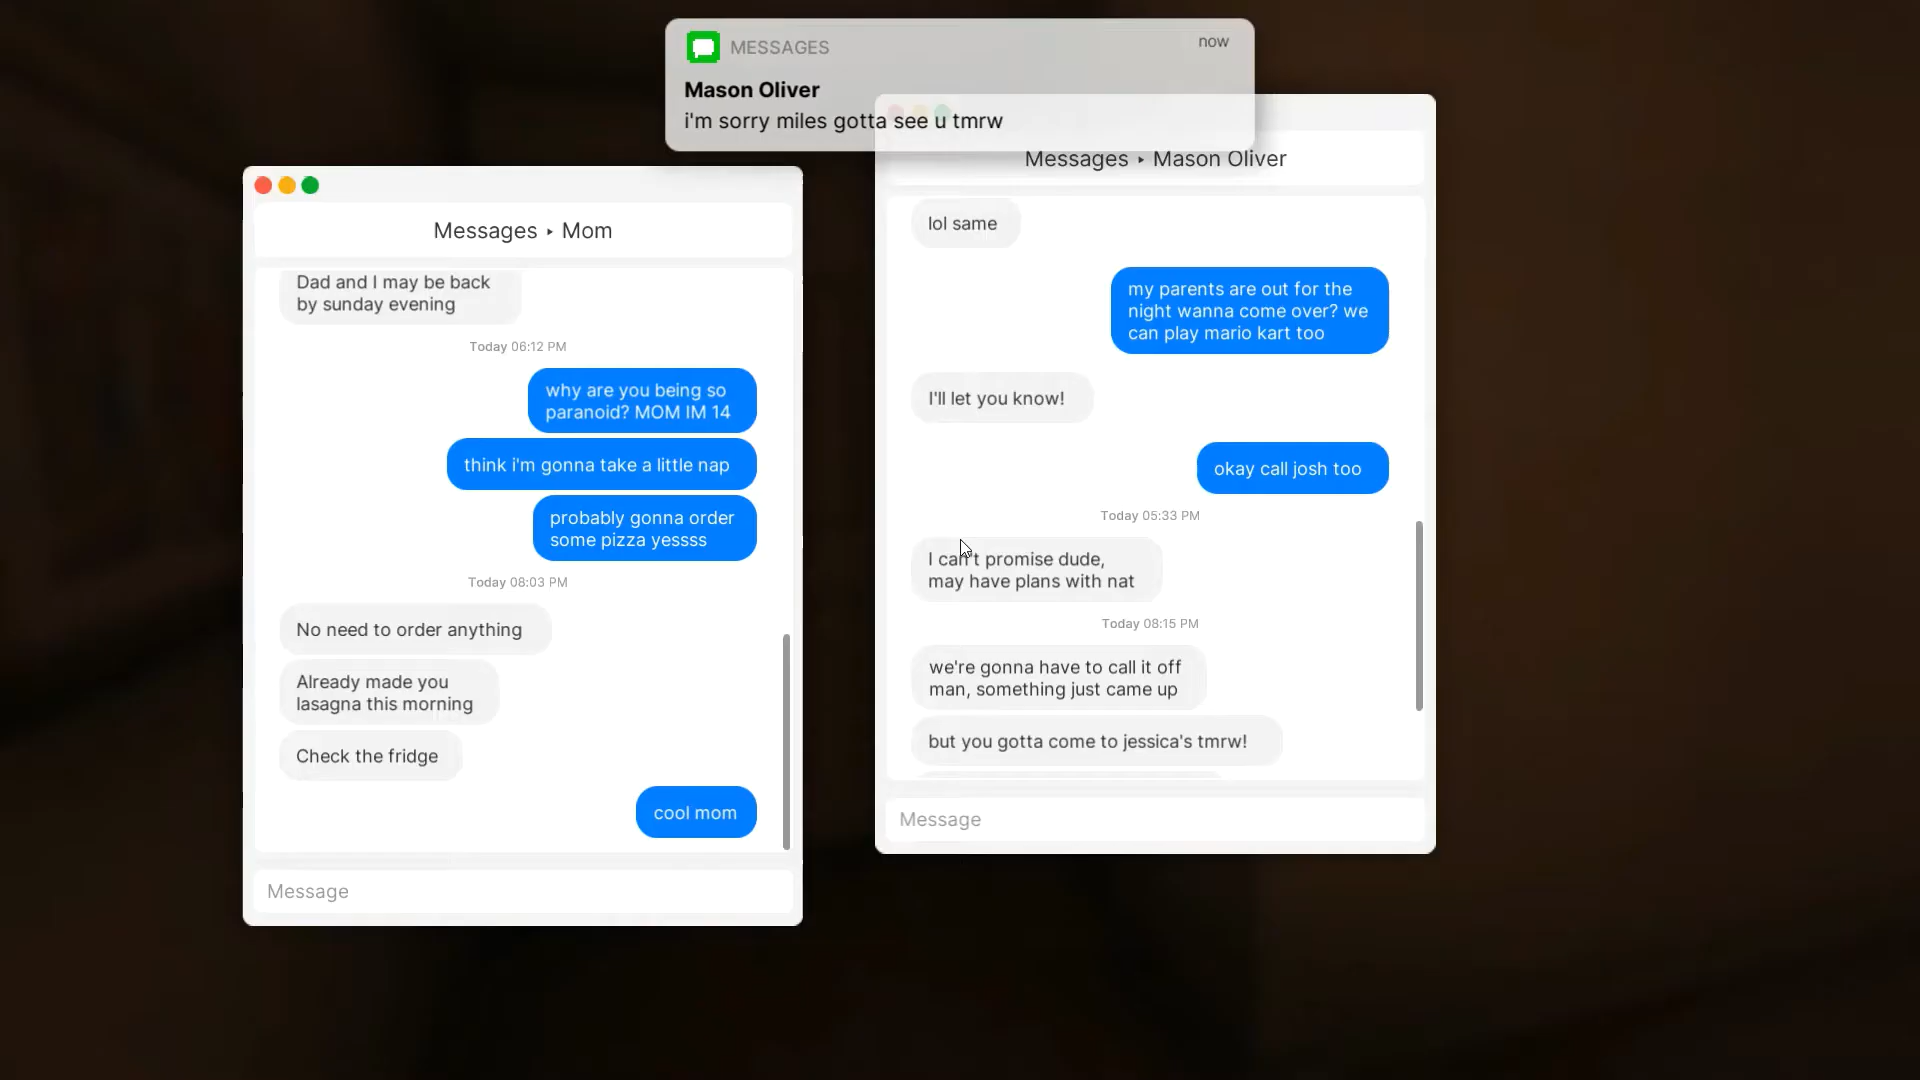 MESSAGES
now
Mason Oliver
i'm sorry miles gotta see u tmrw
Messages ‣ Mom
Dad and I may be back
by sunday evening
Today 06:12 PM
why are you being so
paranoid? MOM IM 14
think i'm gonna take a little nap
probably gonna order
some pizza yessss
Today 08:03 PM
No need to order anything
Already made you
lasagna this morning
Check the fridge
cool mom
Message
Messages ‣ Mason Oliver
lol same
my parents are out for the
night wanna come over? we
can play mario kart too
I'll let you know!
okay call josh too
Today 05:33 PM
I can't promise dude,
may have plans with nat
Today 08:15 PM
we're gonna have to call it off
man, something just came up
but you gotta come to jessica's tmrw!
Message